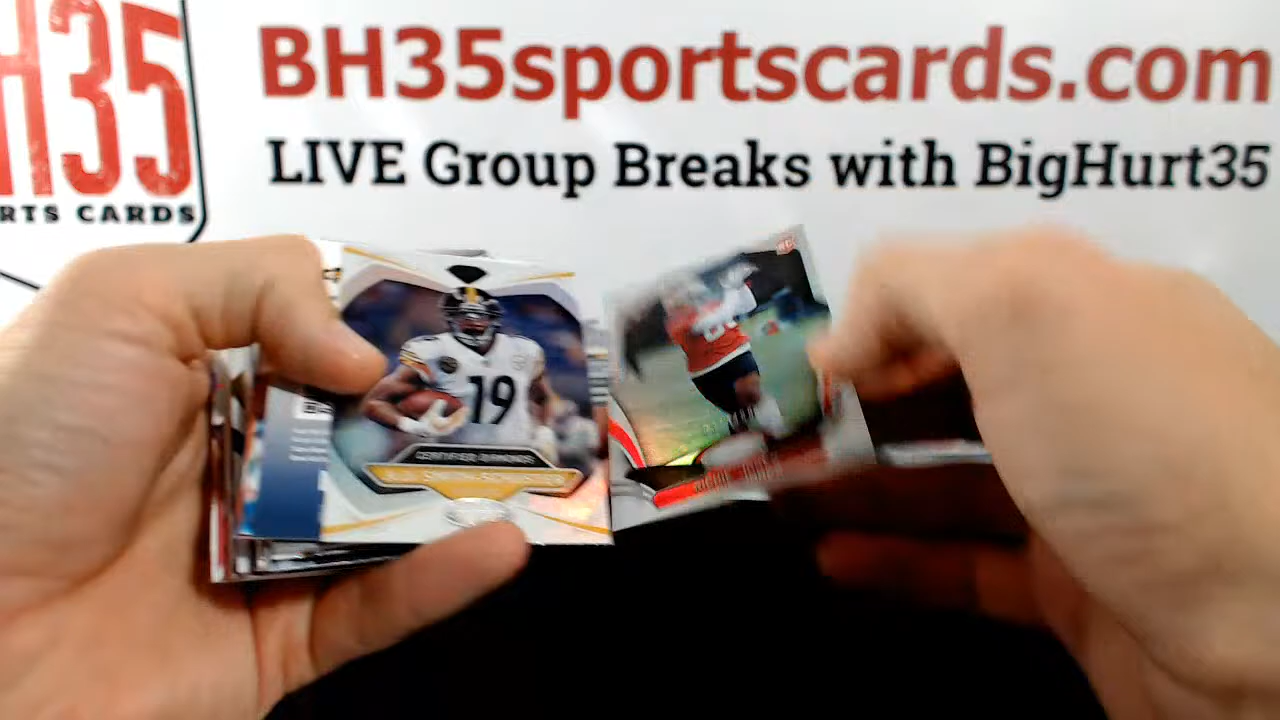 BH35sportscards.com
LIVE Group Breaks with BigHurt35
H35
RTS CARDS
19